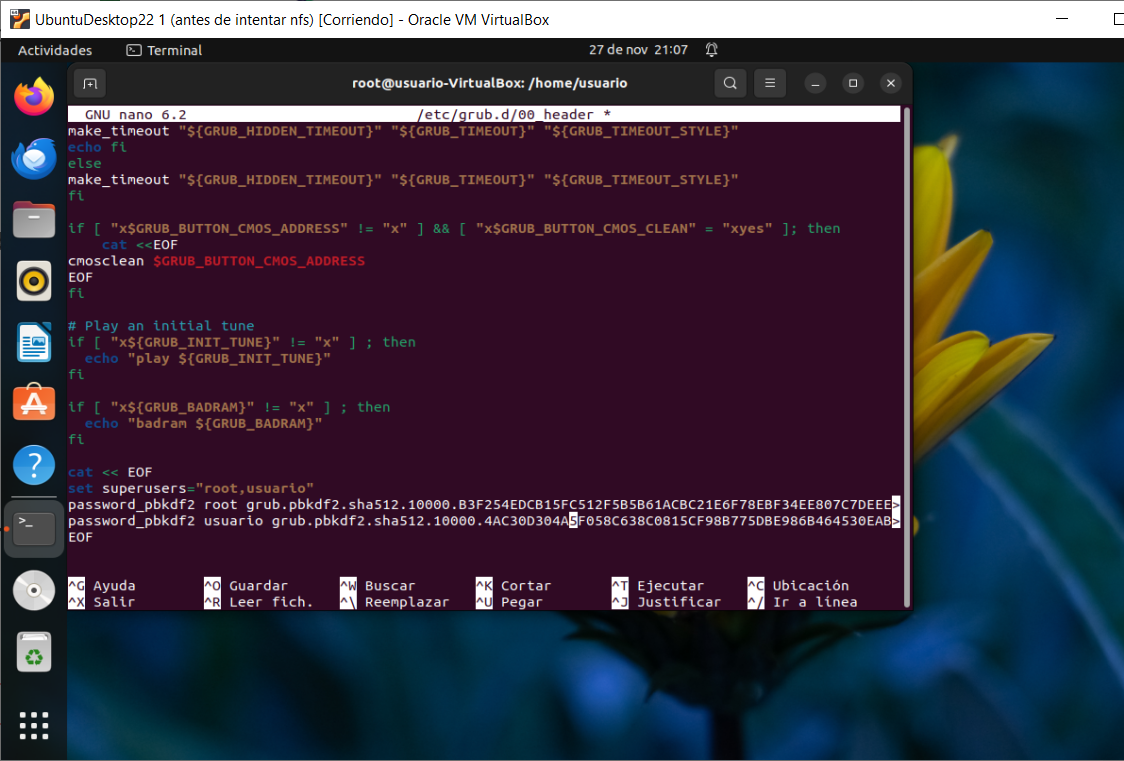 UbuntuDesktop22 1 (antes de intentar nfs) [Corriendo] - Oracle VM VirtualBox
Actividades Terminal 27 de nov 21:07
root@usuario-VirtualBox: /home/usuario
GNU nano 6.2 /etc/grub.d/00_header *
make_timeout "${GRUB_HIDDEN_TIMEOUT}" "${GRUB_TIMEOUT}" "${GRUB_TIMEOUT_STYLE}"
echo fi
else
make_timeout "${GRUB_HIDDEN_TIMEOUT}" "${GRUB_TIMEOUT}" "${GRUB_TIMEOUT_STYLE}"
fi
if [ "x$GRUB_BUTTON_CMOS_ADDRESS" != "x" ] && [ "x$GRUB_BUTTON_CMOS_CLEAN" = "xyes" ]; then
cat <<EOF
cmosclean $GRUB_BUTTON_CMOS_ADDRESS
EOF
fi
# Play an initial tune
if [ "x${GRUB_INIT_TUNE}" != "x" ] ; then
echo "play ${GRUB_INIT_TUNE}"
fi
if [ "x${GRUB_BADRAM}" != "x" ] ; then
echo "badram ${GRUB_BADRAM}"
fi
cat << EOF
set superusers="root,usuario"
password_pbkdf2 root grub.pbkdf2.sha512.10000.B3F254EDCB15FC512F5B5B61ACBC21E6F78EBF34EE807C7DEEE>
password_pbkdf2 usuario grub.pbkdf2.sha512.10000.4AC30D304A5F058C638C0815CF98B775DBE986B464530EAB>
EOF
^G Ayuda ^O Guardar ^W Buscar ^K Cortar ^T Ejecutar ^C Ubicación
^X Salir ^R Leer fich. ^\ Reemplazar ^U Pegar ^J Justificar ^/ Ir a línea